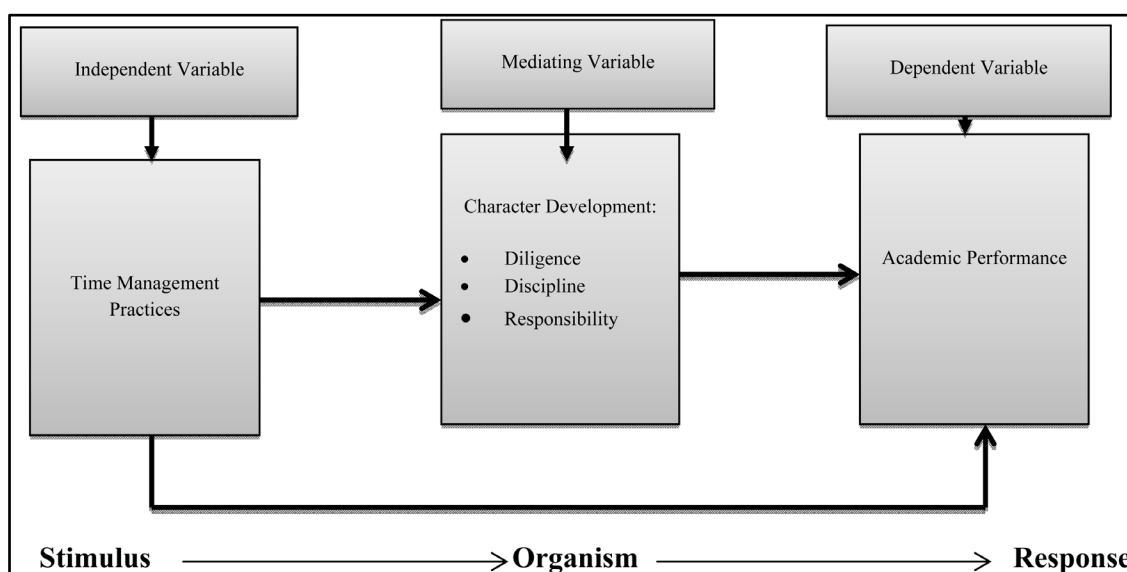 Independent Variable
Mediating Variable
Dependent Variable
Time Management
Practices
Character Development:
• Diligence
• Discipline
• Responsibility
Academic Performance
Stimulus
Organism
Response